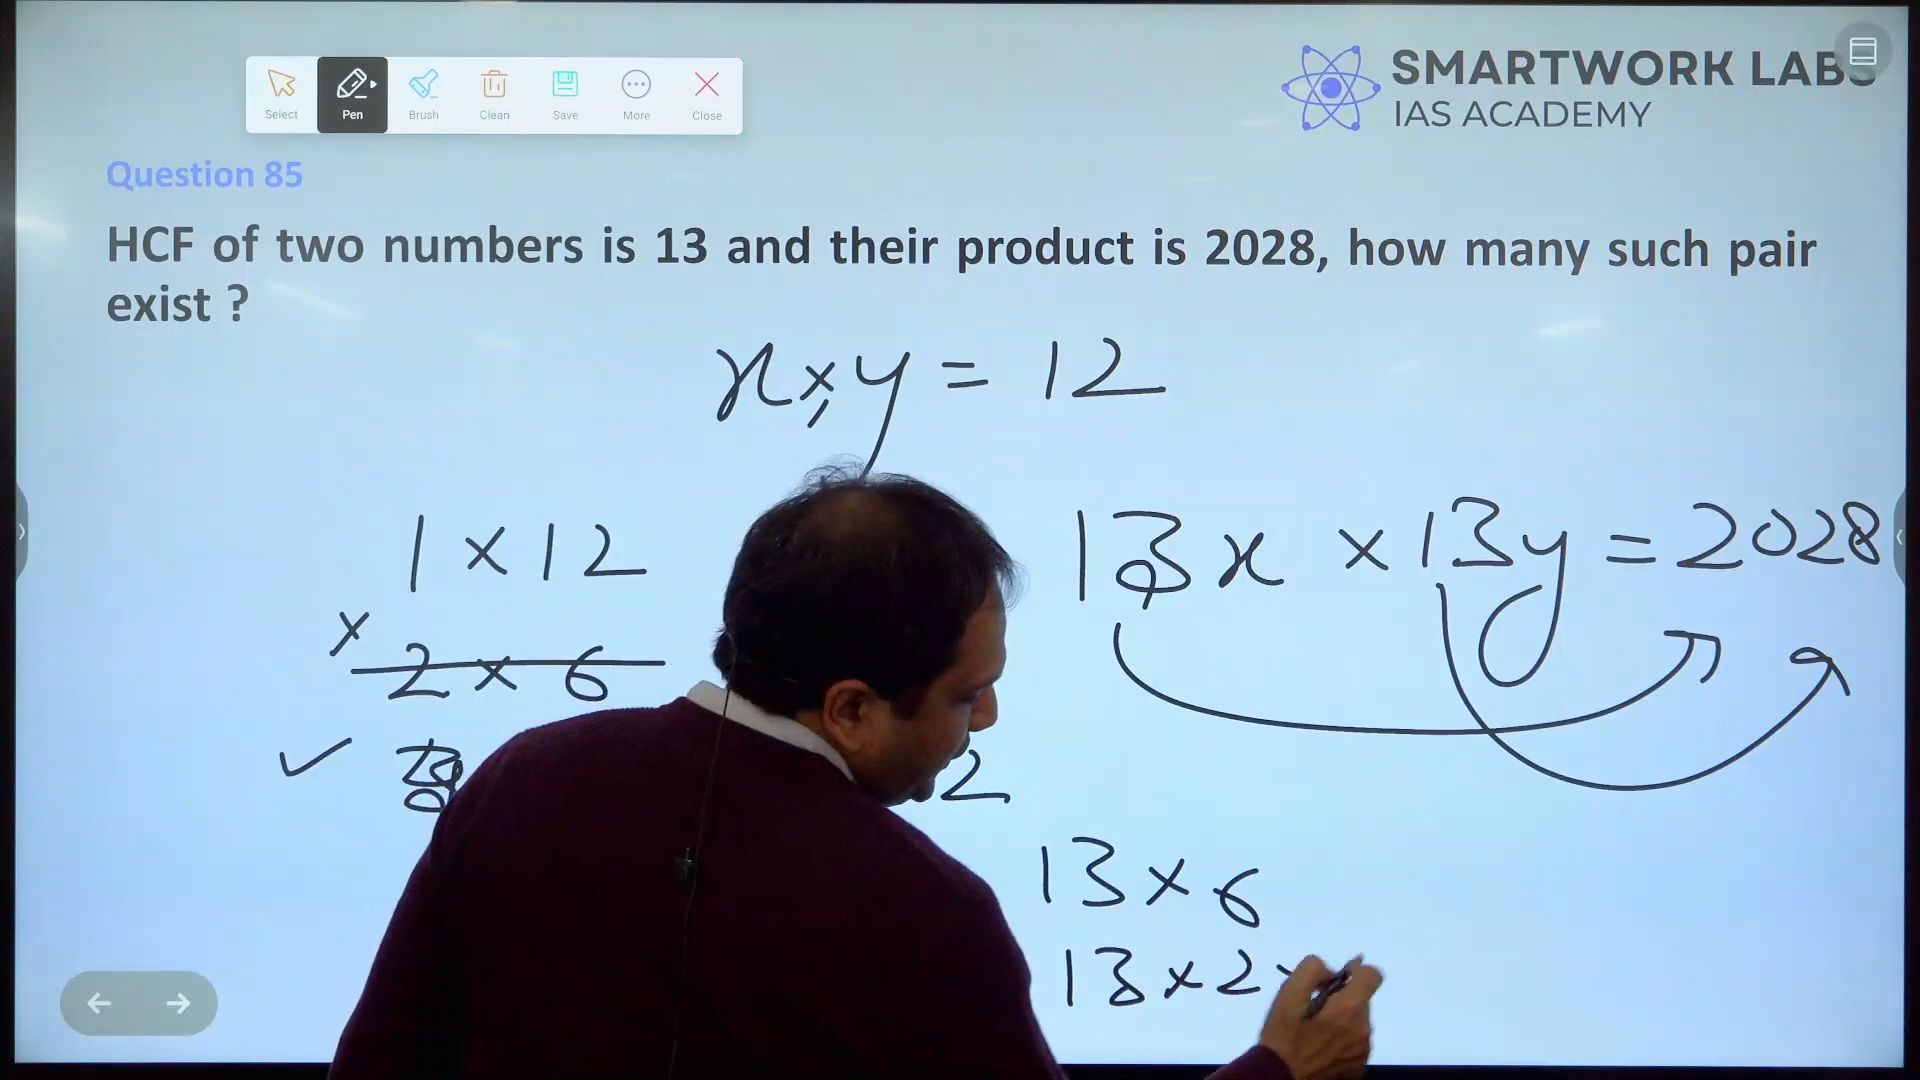 Select Pen Brush Clean Save More Close
SMARTWORK LABS
IAS ACADEMY
Question 85
HCF of two numbers is 13 and their product is 2028, how many such pair
exist ?
x × y = 12
1 × 12
13x × 13y = 2028
× 2 × 6
2
13 × 6
13 × 2